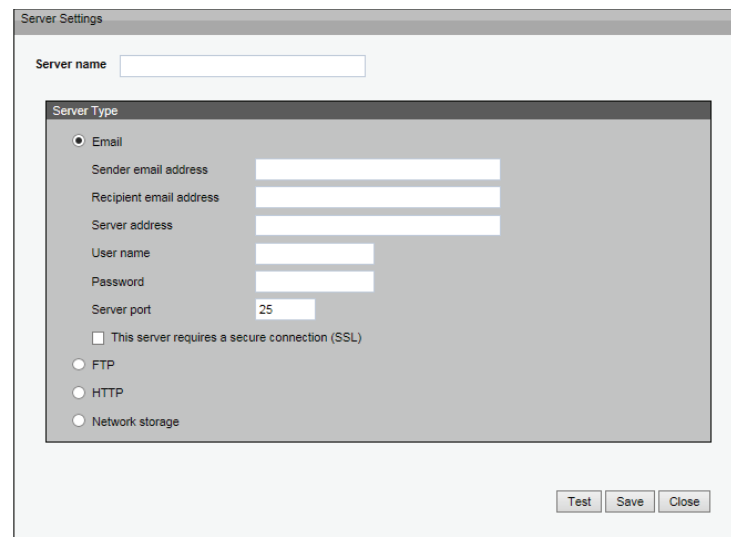 Server Settings
Server name
Server Type
Email
Sender email address
Recipient email address
Server address
User name
Password
Server port 25
This server requires a secure connection (SSL)
FTP
HTTP
Network storage
Test Save Close